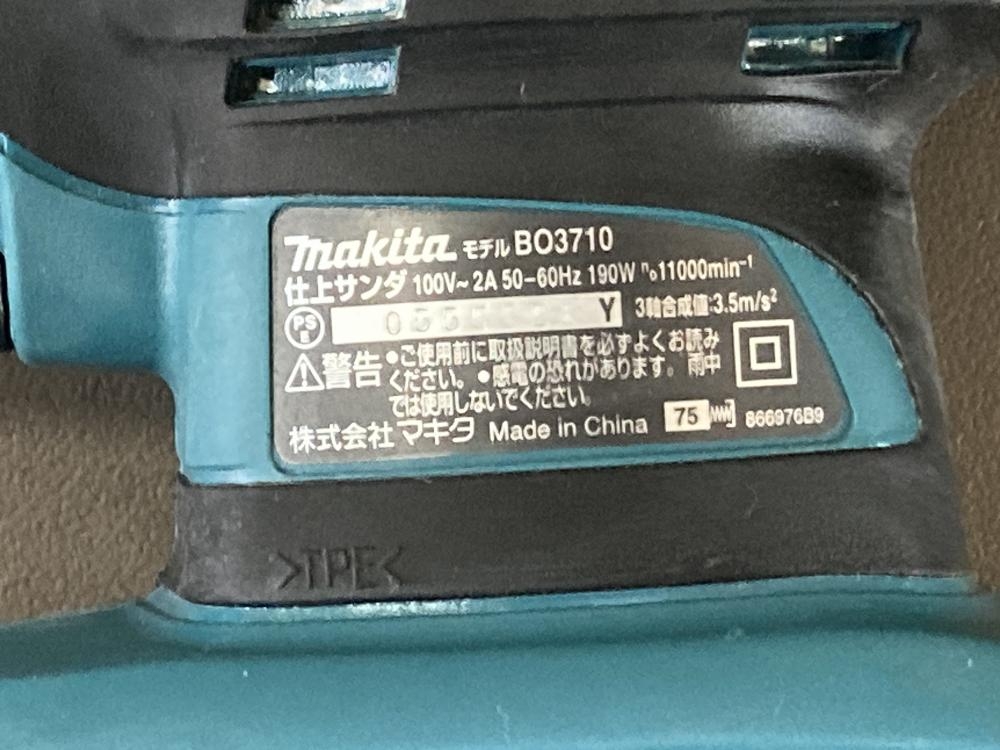 makita モデル BO3710
仕上サンダ 100V~ 2A 50-60Hz 190W n₀11000min⁻¹
PS E Y 3軸合成値:3.5m/s²
警告 ●ご使用前に取扱説明書を必ずよくお読み
ください。●感電の恐れがあります。雨中
では使用しないでください。
株式会社マキタ Made in China 75 866976B9
>TPE<